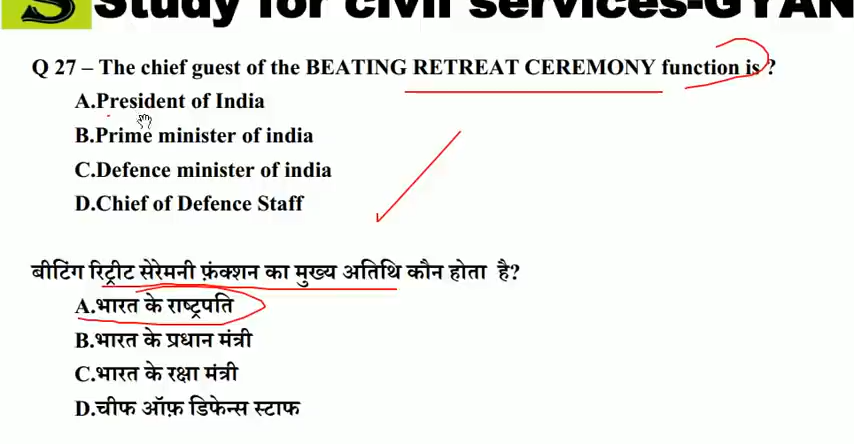 S Study for civil services-GYAN
Q 27 – The chief guest of the BEATING RETREAT CEREMONY function is ?
A.President of India
B.Prime minister of india
C.Defence minister of india
D.Chief of Defence Staff
बीटिंग रिट्रीट सेरेमनी फ़ंक्शन का मुख्य अतिथि कौन होता है?
A.भारत के राष्ट्रपति
B.भारत के प्रधान मंत्री
C.भारत के रक्षा मंत्री
D.चीफ ऑफ़ डिफेन्स स्टाफ